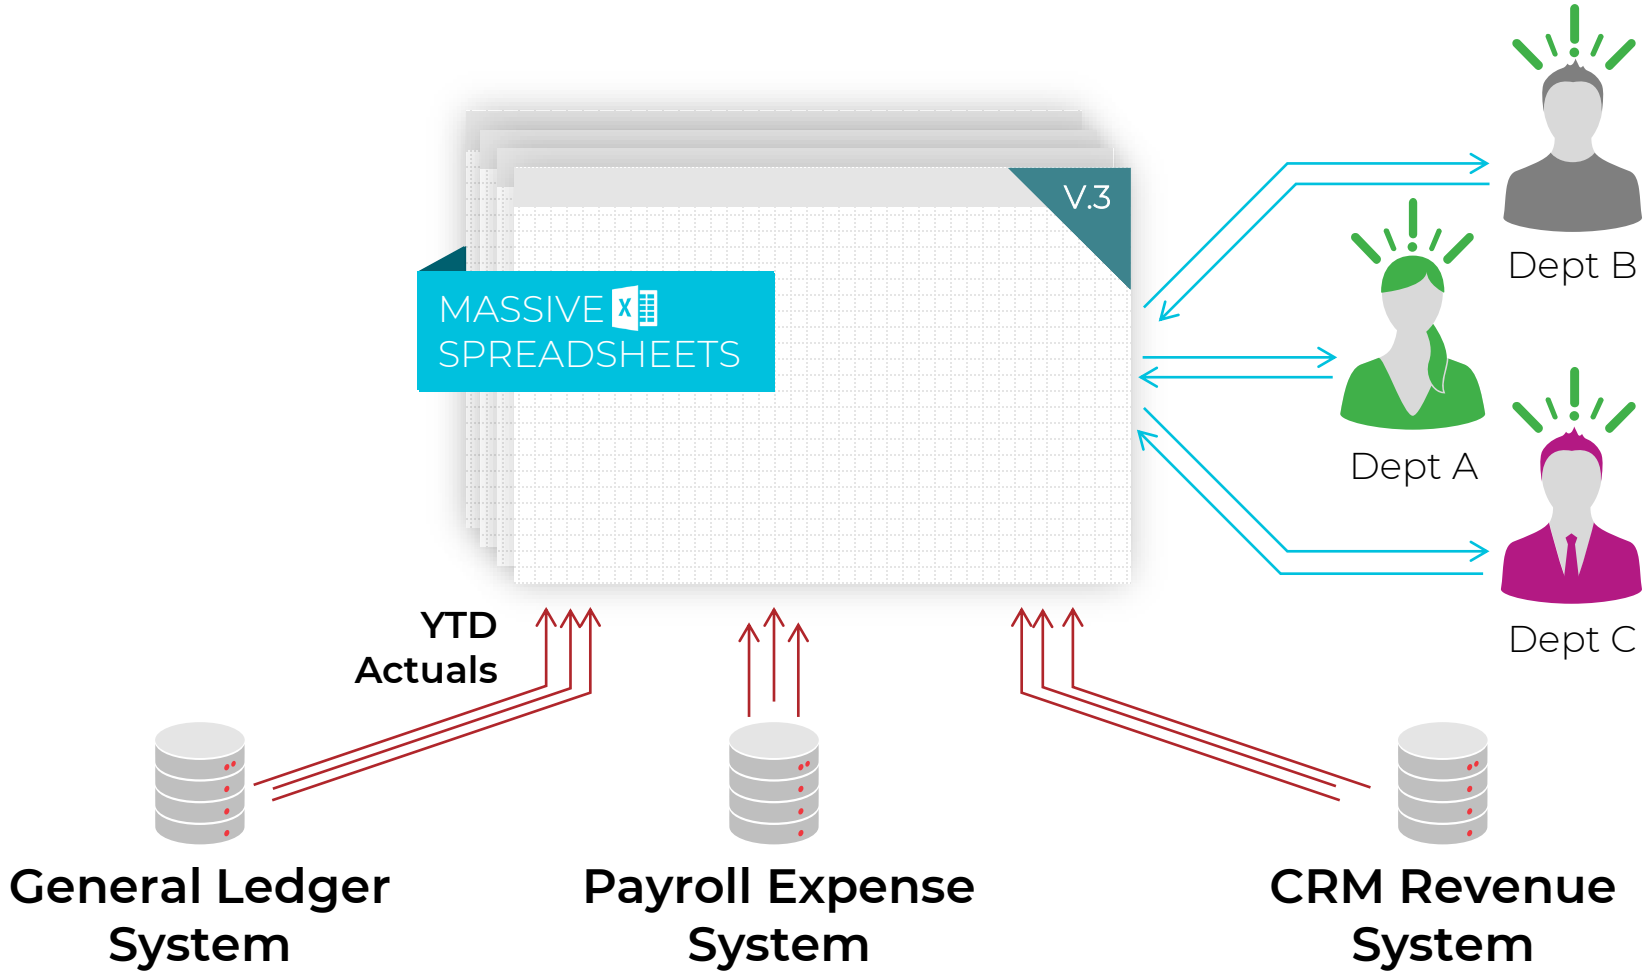 V.3
MASSIVE X
SPREADSHEETS
Dept B
Dept A
Dept C
YTD
Actuals
General Ledger
System
Payroll Expense
System
CRM Revenue
System